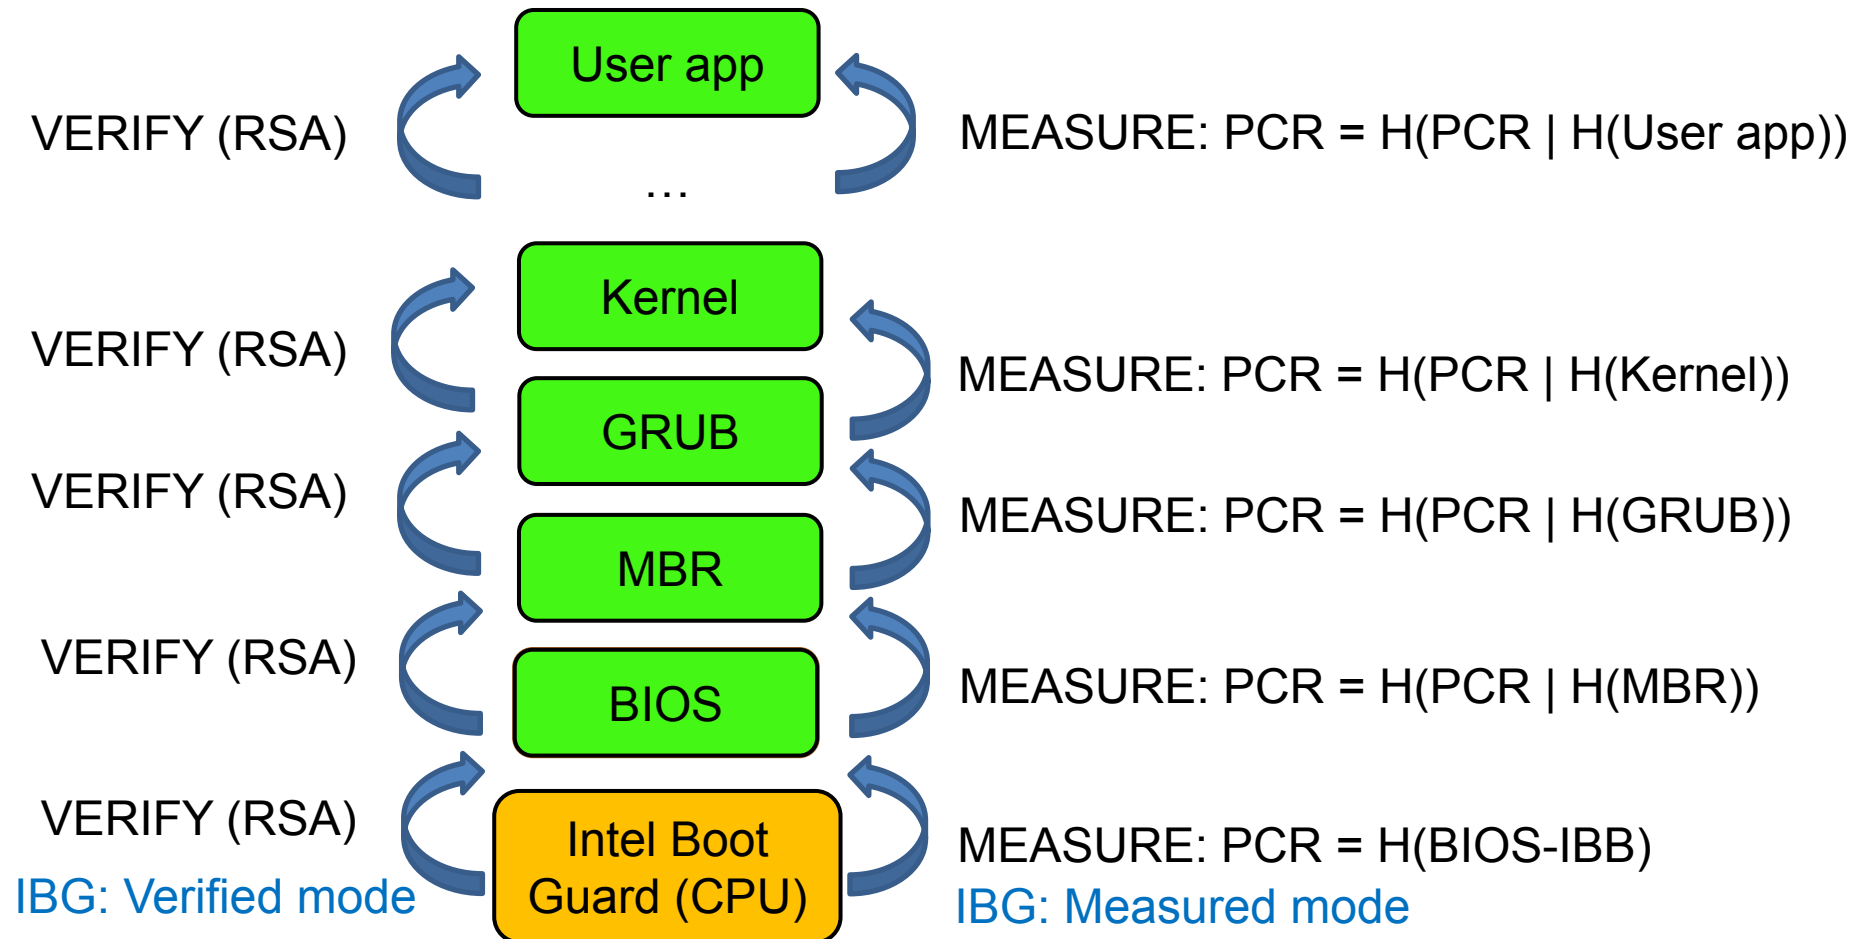 User app
VERIFY (RSA)
MEASURE: PCR = H(PCR | H(User app))
...
Kernel
VERIFY (RSA)
MEASURE: PCR = H(PCR | H(Kernel))
GRUB
VERIFY (RSA)
MEASURE: PCR = H(PCR | H(GRUB))
MBR
VERIFY (RSA)
MEASURE: PCR = H(PCR | H(MBR))
BIOS
VERIFY (RSA)
MEASURE: PCR = H(BIOS-IBB)
Intel Boot
Guard (CPU)
IBG: Verified mode
IBG: Measured mode